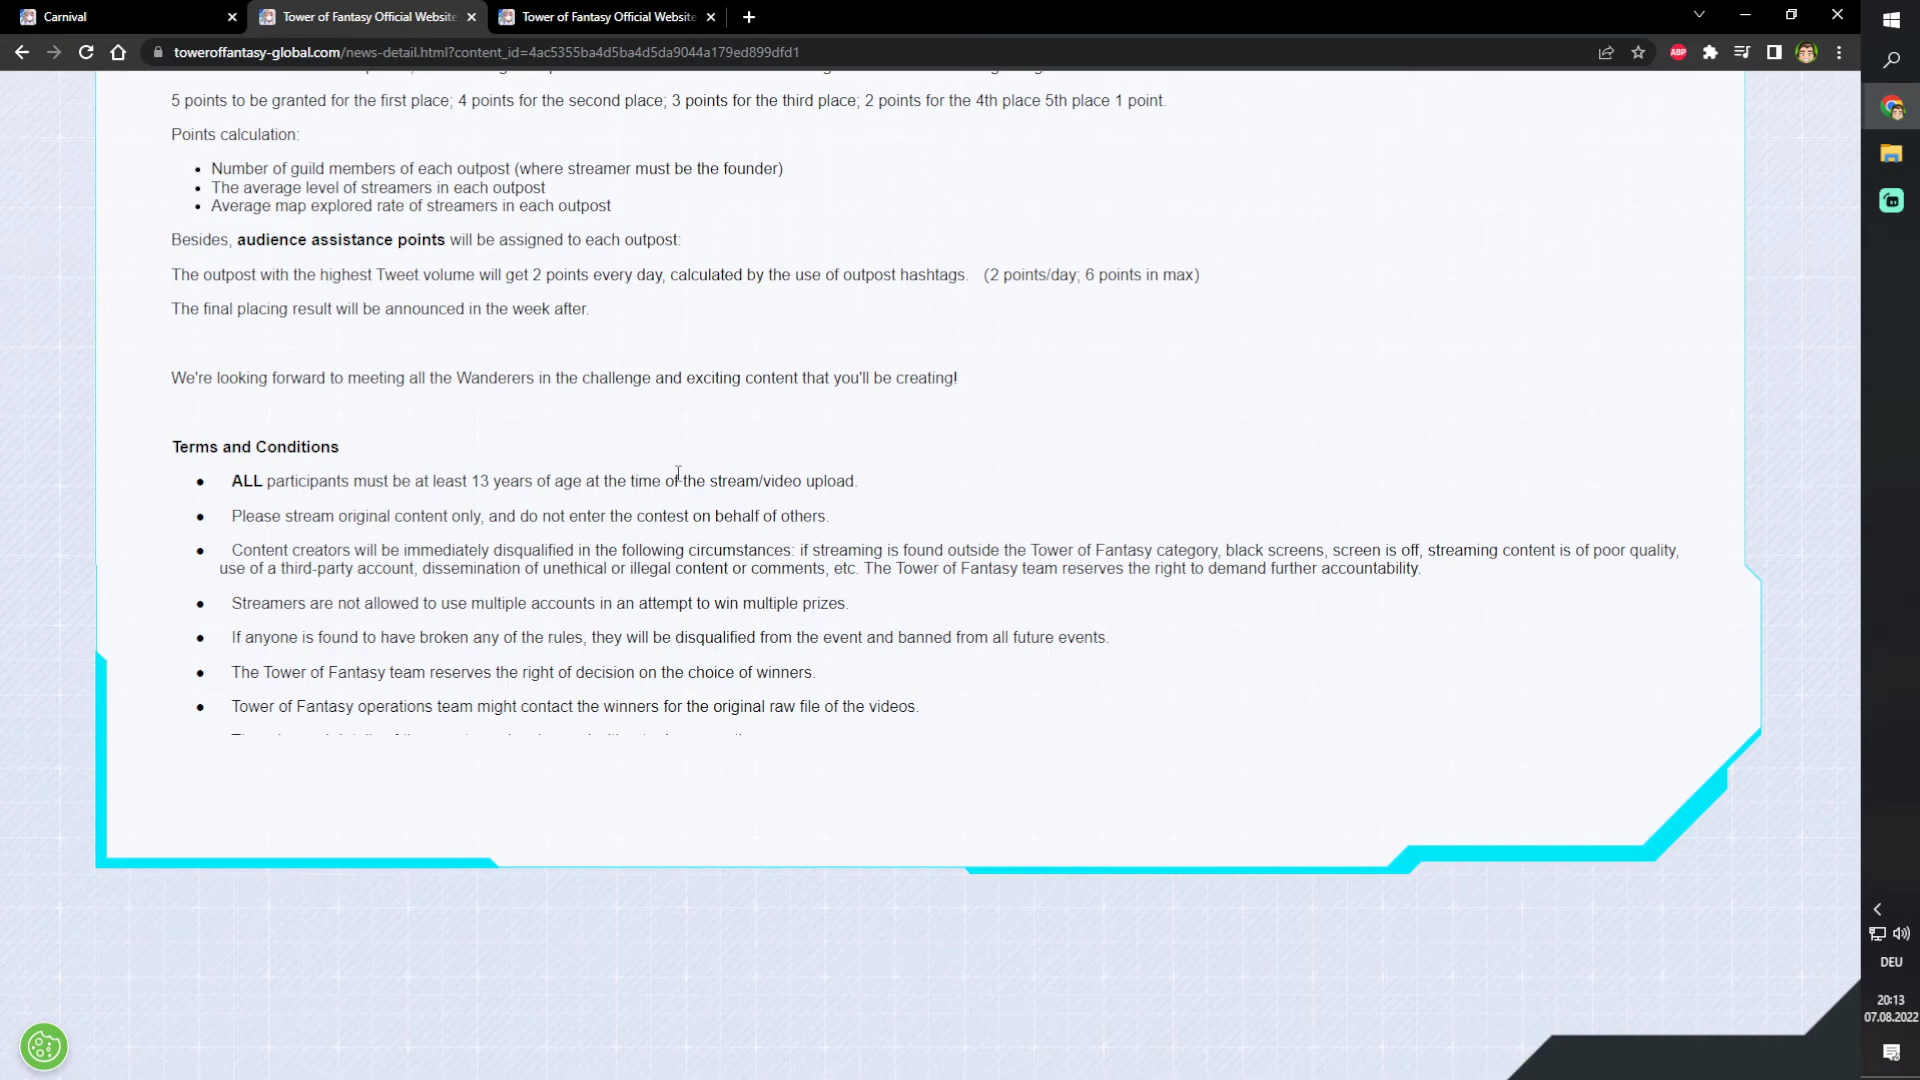 Carnival
Tower of Fantasy Official Website
Tower of Fantasy Official Website
toweroffantasy-global.com/news-detail.html?content_id=4ac5355ba4d5ba4d5da9044a179ed899dfd1
ABP
5 points to be granted for the first place; 4 points for the second place; 3 points for the third place; 2 points for the 4th place 5th place 1 point.
Points calculation:
• Number of guild members of each outpost (where streamer must be the founder)
• The average level of streamers in each outpost
• Average map explored rate of streamers in each outpost
Besides, audience assistance points will be assigned to each outpost:
The outpost with the highest Tweet volume will get 2 points every day, calculated by the use of outpost hashtags. (2 points/day; 6 points in max)
The final placing result will be announced in the week after.
We're looking forward to meeting all the Wanderers in the challenge and exciting content that you'll be creating!
Terms and Conditions
● ALL participants must be at least 13 years of age at the time of the stream/video upload.
● Please stream original content only, and do not enter the contest on behalf of others.
● Content creators will be immediately disqualified in the following circumstances: if streaming is found outside the Tower of Fantasy category, black screens, screen is off, streaming content is of poor quality,
use of a third-party account, dissemination of unethical or illegal content or comments, etc. The Tower of Fantasy team reserves the right to demand further accountability.
● Streamers are not allowed to use multiple accounts in an attempt to win multiple prizes.
● If anyone is found to have broken any of the rules, they will be disqualified from the event and banned from all future events.
● The Tower of Fantasy team reserves the right of decision on the choice of winners.
● Tower of Fantasy operations team might contact the winners for the original raw file of the videos.
DEU
20:13
07.08.2022